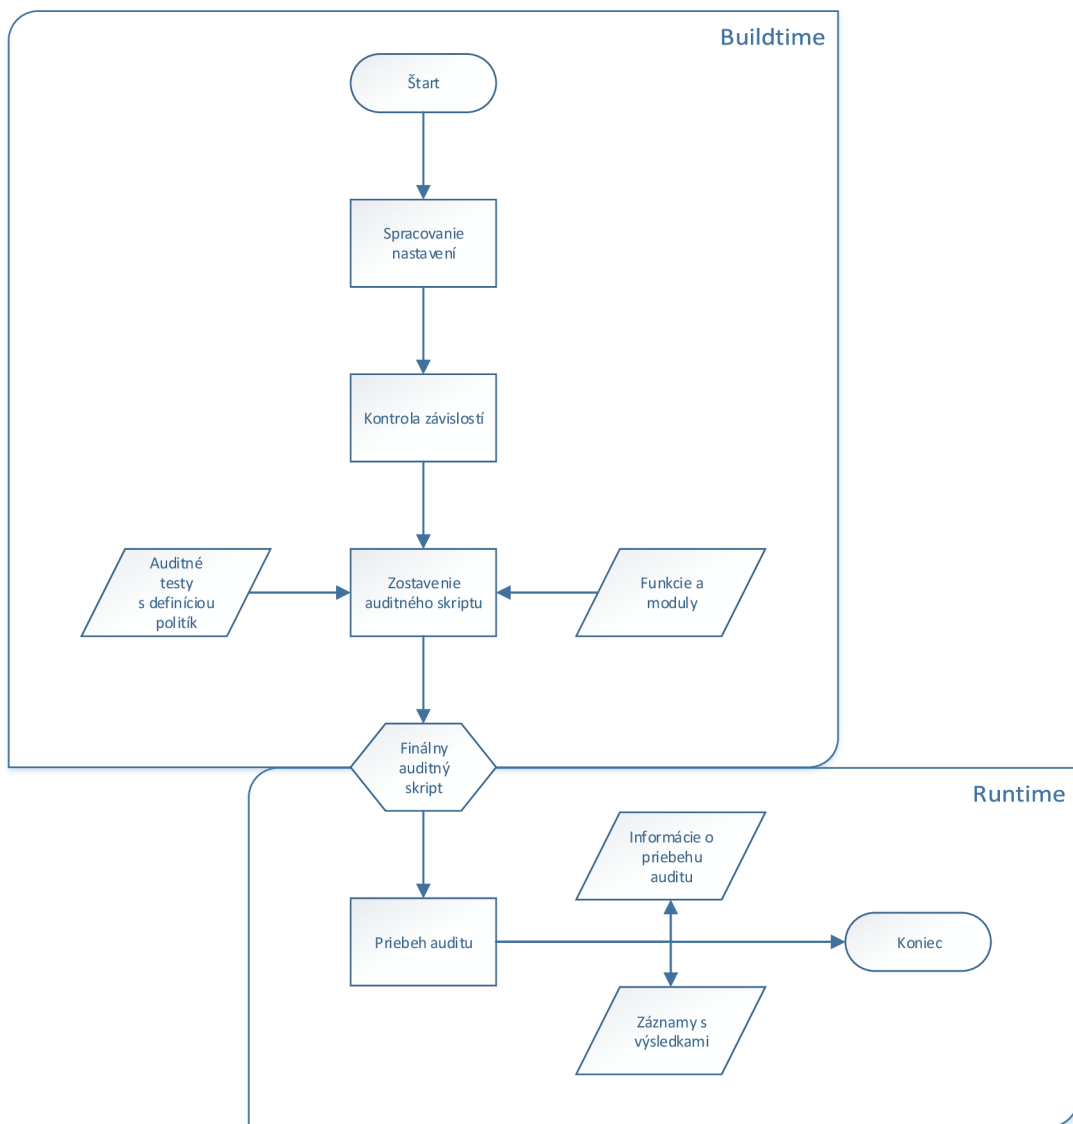 Buildtime
Štart
Spracovanie
nastavení
Kontrola závislostí
Auditné
testy
s definíciou
politík
Zostavenie
auditného skriptu
Funkcie a
moduly
Finálny
auditný
skript
Runtime
Informácie o
priebehu
auditu
Priebeh auditu
Koniec
Záznamy s
výsledkami